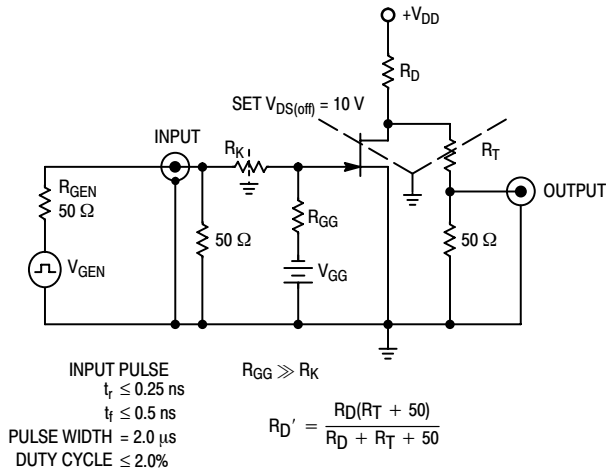 +VDD
RD
SET VDS(off) = 10 V
INPUT
RK
RT
OUTPUT
RGEN
50 Ω
50 Ω
RGG
50 Ω
VGEN
VGG
INPUT PULSE
tr ≤ 0.25 ns
tf ≤ 0.5 ns
PULSE WIDTH = 2.0 μs
DUTY CYCLE ≤ 2.0%
RGG ≫ RK
RD′ = RD(RT + 50) / RD + RT + 50